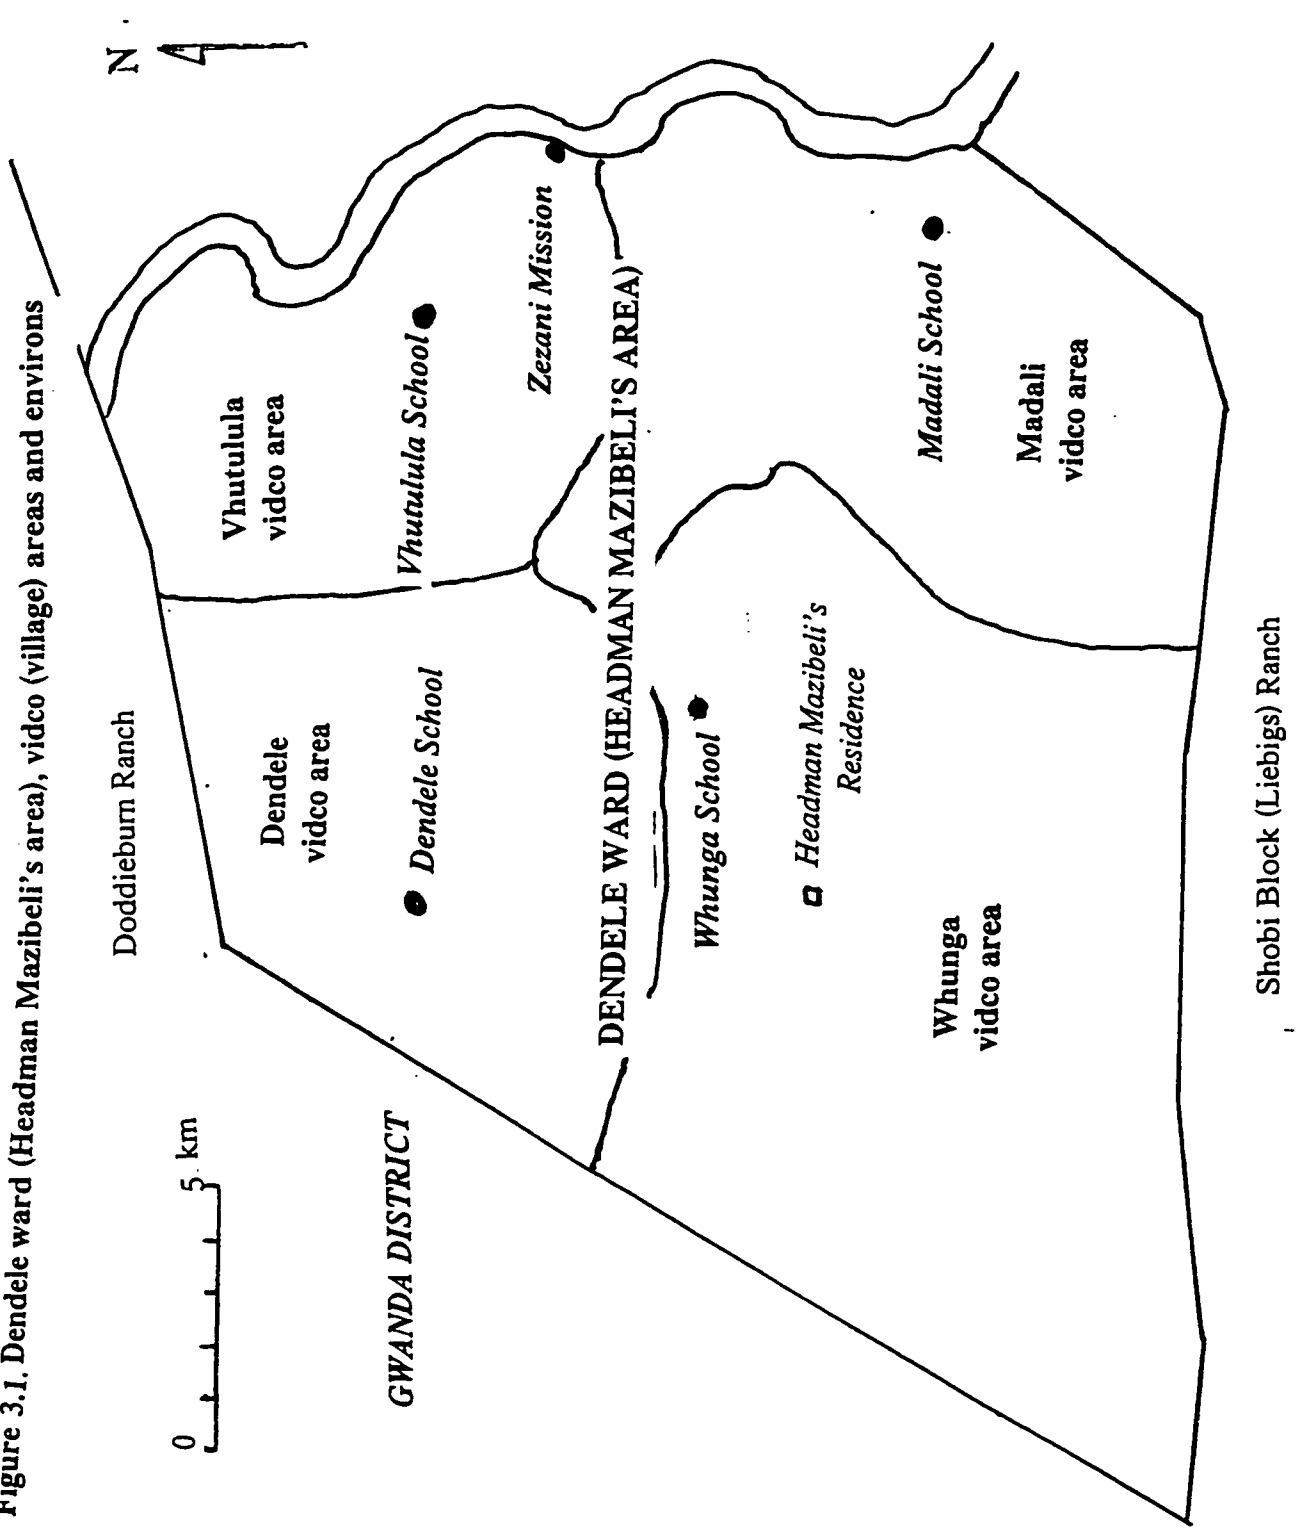 Figure 3.1. Dendele ward (Headman Mazibeli's area), vidco (village) areas and environs
N
0
5 km
Doddieburn Ranch
GWANDA DISTRICT
Vhutulula
vidco area
Dendele
vidco area
Vhutulula School
Dendele School
Zezani Mission
DENDELE WARD (HEADMAN MAZIBELI'S AREA)
Whunga School
Headman Mazibeli's
Residence
Madali School
Whunga
vidco area
Madali
vidco area
Shobi Block (Liebigs) Ranch